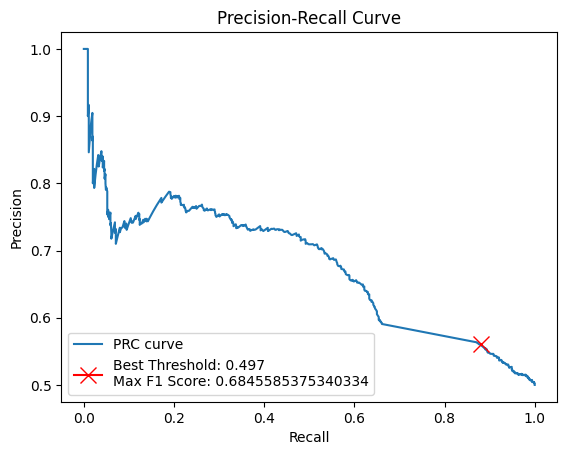 Precision-Recall Curve
1.0
0.9
0.8
0.7
0.6
0.5
Precision
PRC curve
Best Threshold: 0.497
Max F1 Score: 0.6845585375340334
0.0
0.2
0.4
0.6
0.8
1.0
Recall